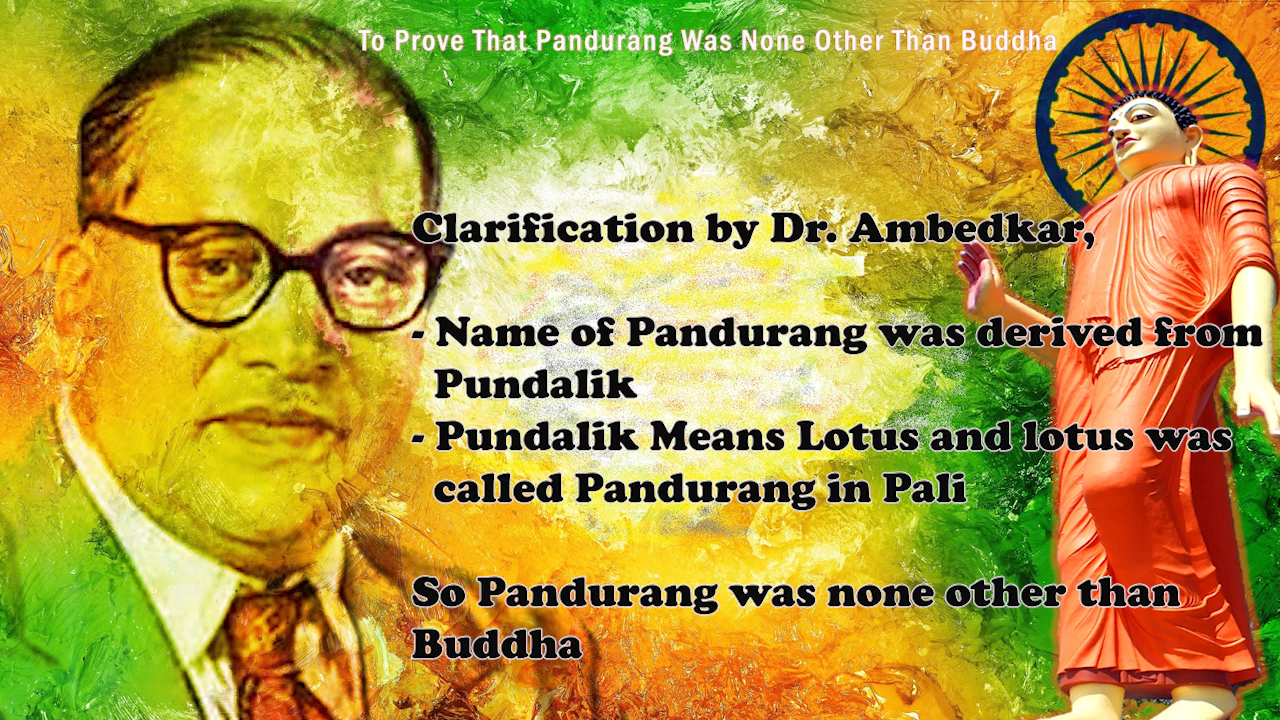 To Prove That Pandurang Was None Other Than Buddha
Clarification by Dr. Ambedkar,
- Name of Pandurang was derived from
Pundalik
- Pundalik Means Lotus and lotus was
called Pandurang in Pali
So Pandurang was none other than
Buddha